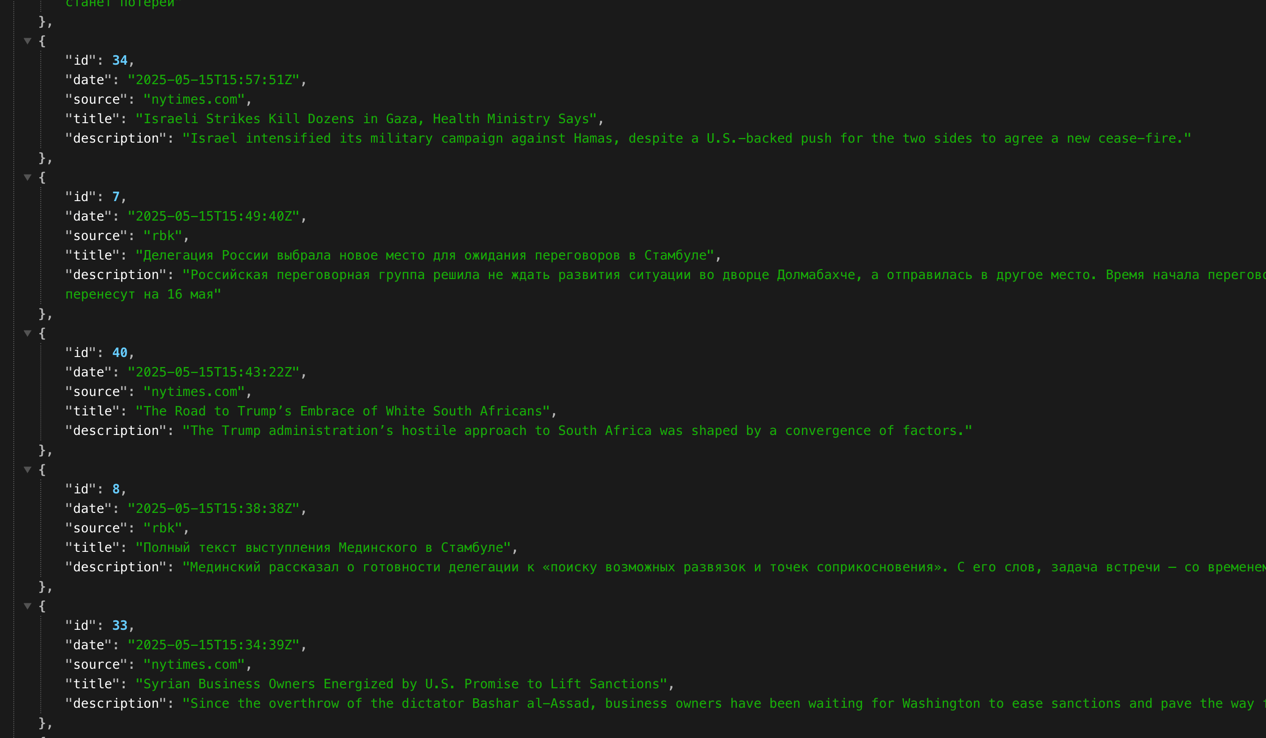 станет потерей"
},
{
"id": 34,
"date": "2025-05-15T15:57:51Z",
"source": "nytimes.com",
"title": "Israeli Strikes Kill Dozens in Gaza, Health Ministry Says",
"description": "Israel intensified its military campaign against Hamas, despite a U.S.-backed push for the two sides to agree a new cease-fire."
},
{
"id": 7,
"date": "2025-05-15T15:49:40Z",
"source": "rbk",
"title": "Делегация России выбрала новое место для ожидания переговоров в Стамбуле",
"description": "Российская переговорная группа решила не ждать развития ситуации во дворце Долмабахче, а отправилась в другое место. Время начала перегово
перенесут на 16 мая"
},
{
"id": 40,
"date": "2025-05-15T15:43:22Z",
"source": "nytimes.com",
"title": "The Road to Trump’s Embrace of White South Africans",
"description": "The Trump administration’s hostile approach to South Africa was shaped by a convergence of factors."
},
{
"id": 8,
"date": "2025-05-15T15:38:38Z",
"source": "rbk",
"title": "Полный текст выступления Мединского в Стамбуле",
"description": "Мединский рассказал о готовности делегации к «поиску возможных развязок и точек соприкосновения». С его слов, задача встречи — со временем
},
{
"id": 33,
"date": "2025-05-15T15:34:39Z",
"source": "nytimes.com",
"title": "Syrian Business Owners Energized by U.S. Promise to Lift Sanctions",
"description": "Since the overthrow of the dictator Bashar al-Assad, business owners have been waiting for Washington to ease sanctions and pave the way
},